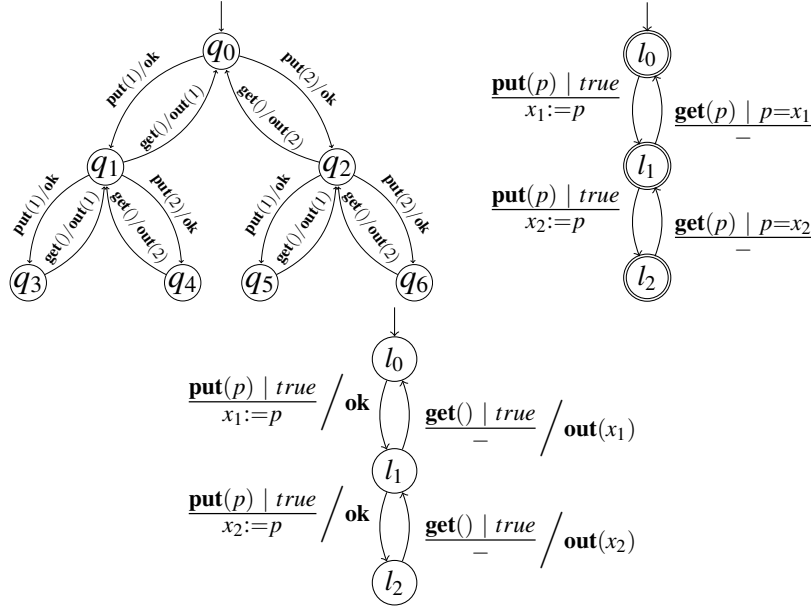 q₀
put(1)/ok
get()/out(1)
get()/out(2)
put(2)/ok
q₁
q₂
put(1)/ok
get()/out(1)
get()/out(2)
put(2)/ok
put(1)/ok
get()/out(1)
get()/out(2)
put(2)/ok
q₃
q₄
q₅
q₆
l₀
put(p) | true
x₁:=p
get(p) | p=x₁
−
l₁
put(p) | true
x₂:=p
get(p) | p=x₂
−
l₂
l₀
put(p) | true / ok
x₁:=p
get() | true / out(x₁)
−
l₁
put(p) | true / ok
x₂:=p
get() | true / out(x₂)
−
l₂